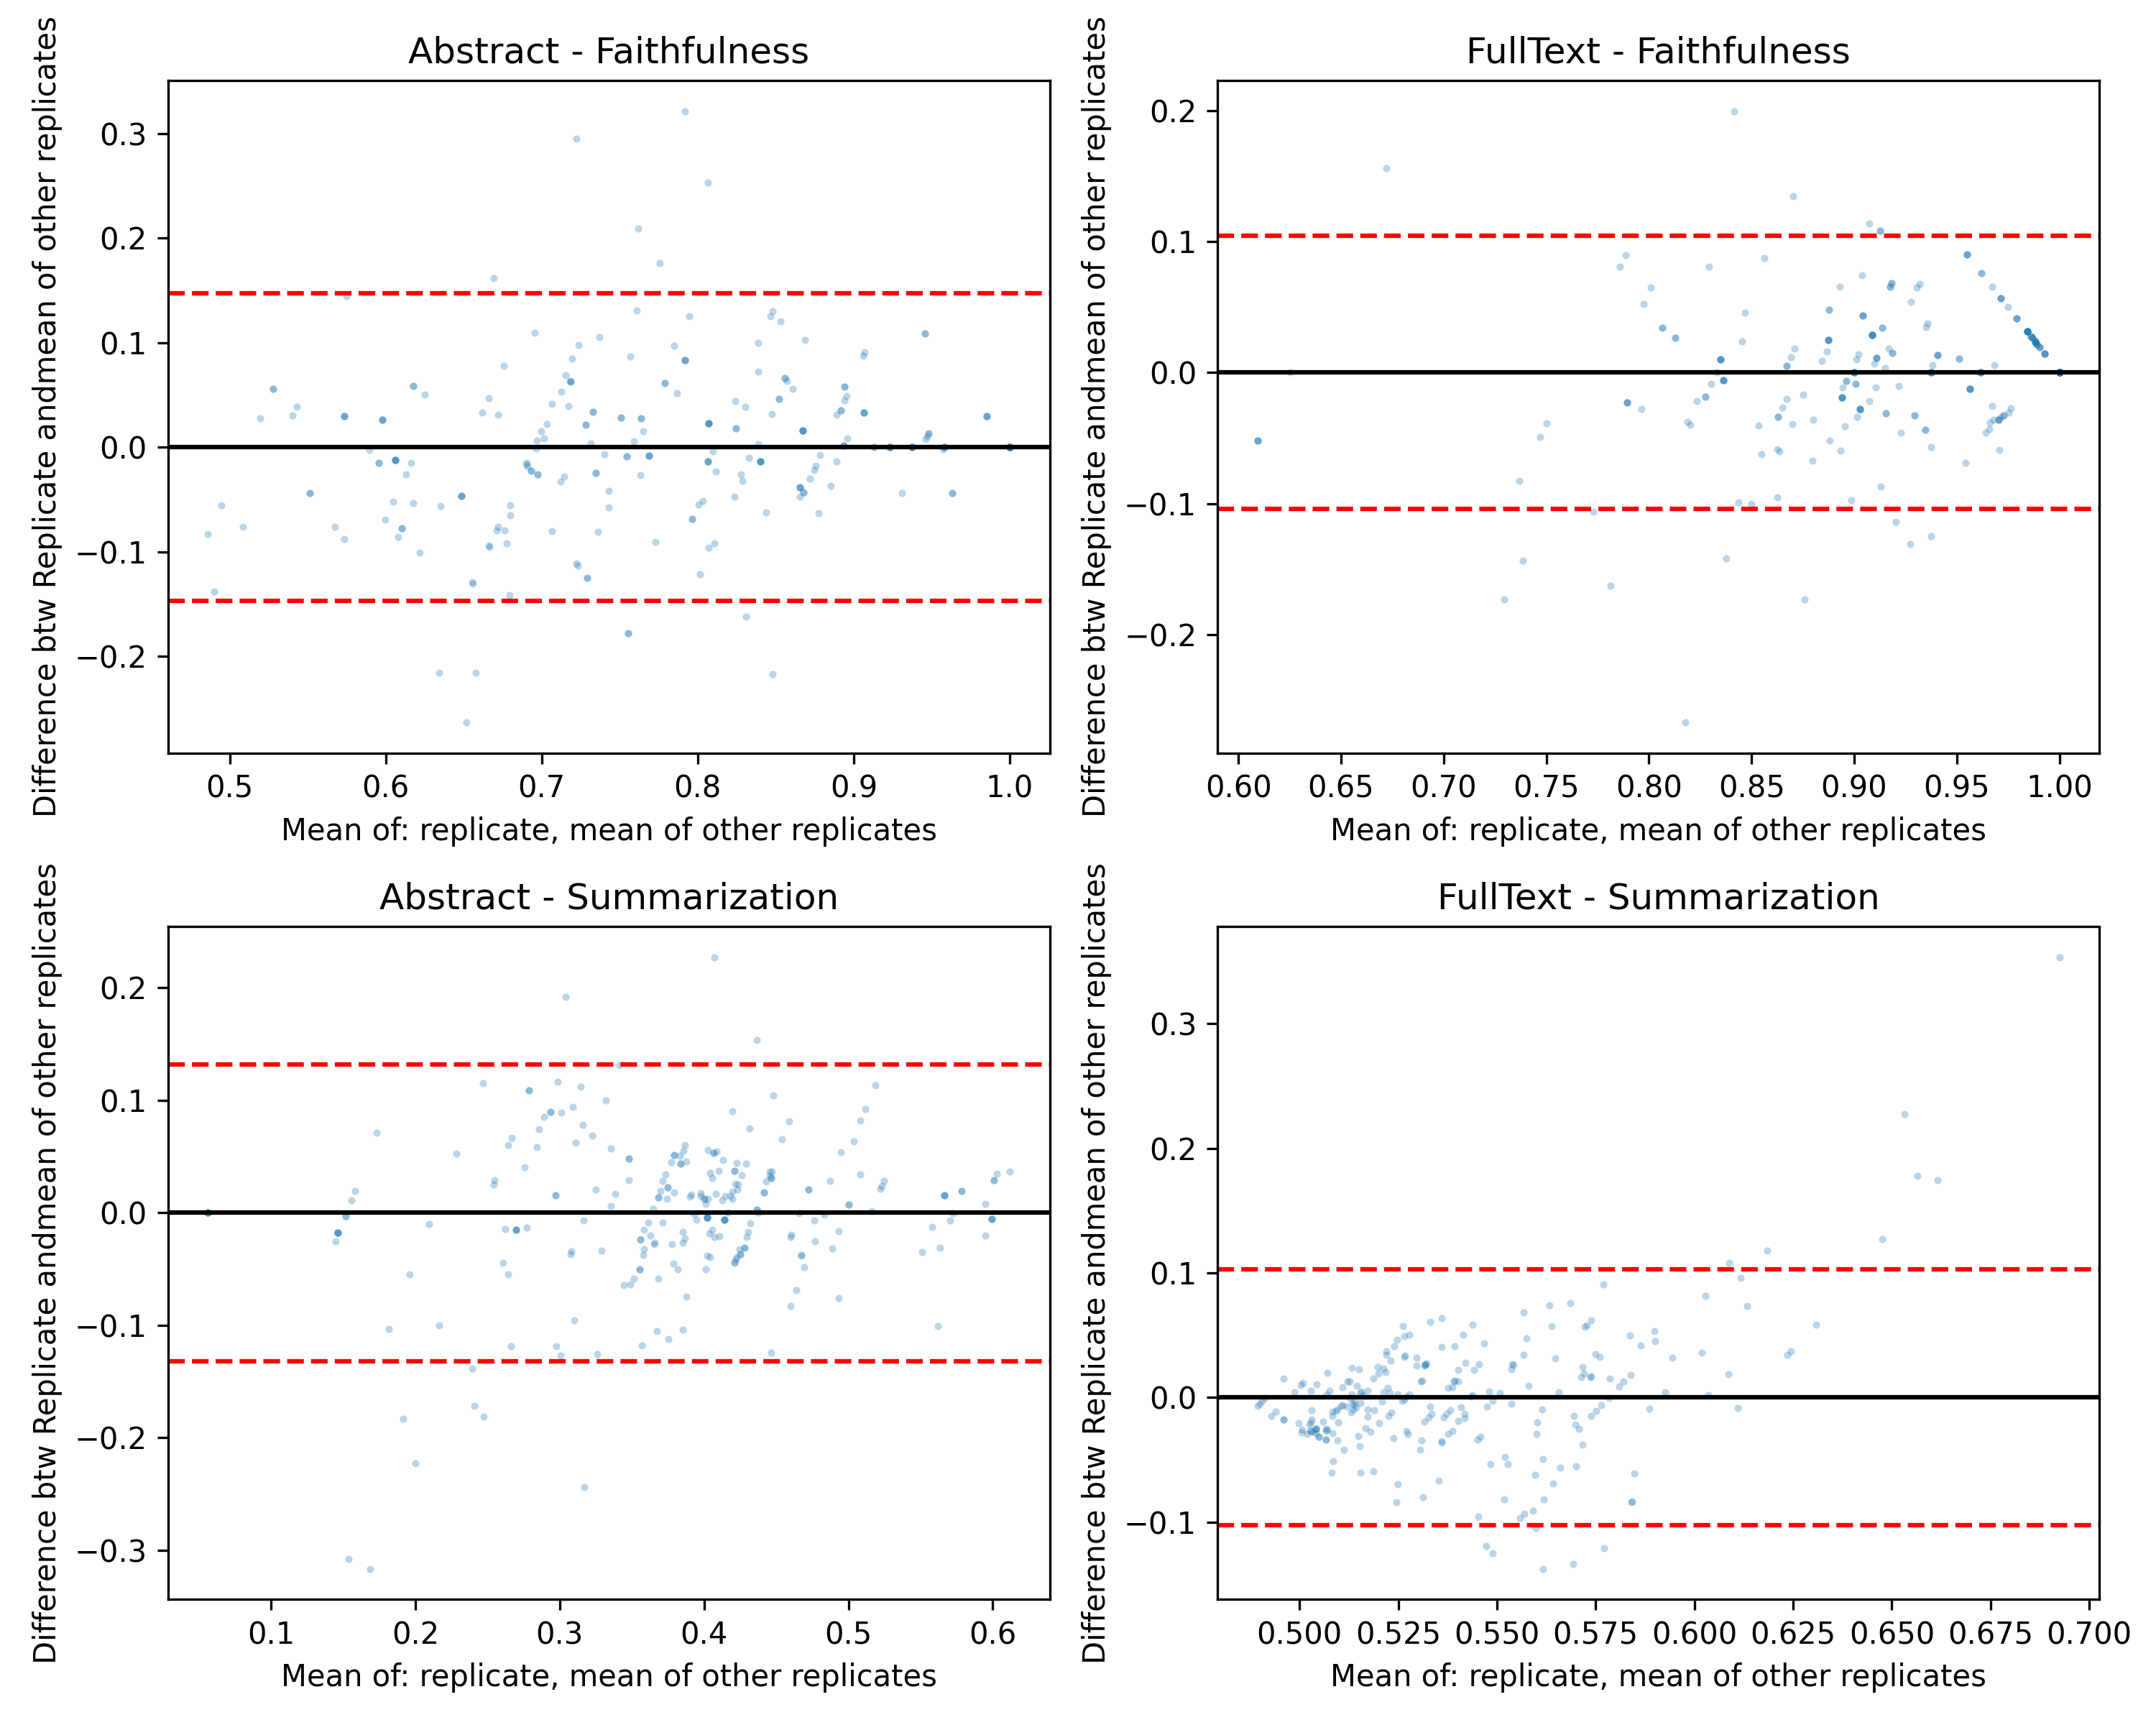 Abstract - Faithfulness
Difference btw Replicate andmean of other replicates
0.3
0.2
0.1
0.0
−0.1
−0.2
0.5 0.6 0.7 0.8 0.9 1.0
Mean of: replicate, mean of other replicates
FullText - Faithfulness
Difference btw Replicate andmean of other replicates
0.2
0.1
0.0
−0.1
−0.2
0.60 0.65 0.70 0.75 0.80 0.85 0.90 0.95 1.00
Mean of: replicate, mean of other replicates
Abstract - Summarization
Difference btw Replicate andmean of other replicates
0.2
0.1
0.0
−0.1
−0.2
−0.3
0.1 0.2 0.3 0.4 0.5 0.6
Mean of: replicate, mean of other replicates
FullText - Summarization
Difference btw Replicate andmean of other replicates
0.3
0.2
0.1
0.0
−0.1
0.500 0.525 0.550 0.575 0.600 0.625 0.650 0.675 0.700
Mean of: replicate, mean of other replicates